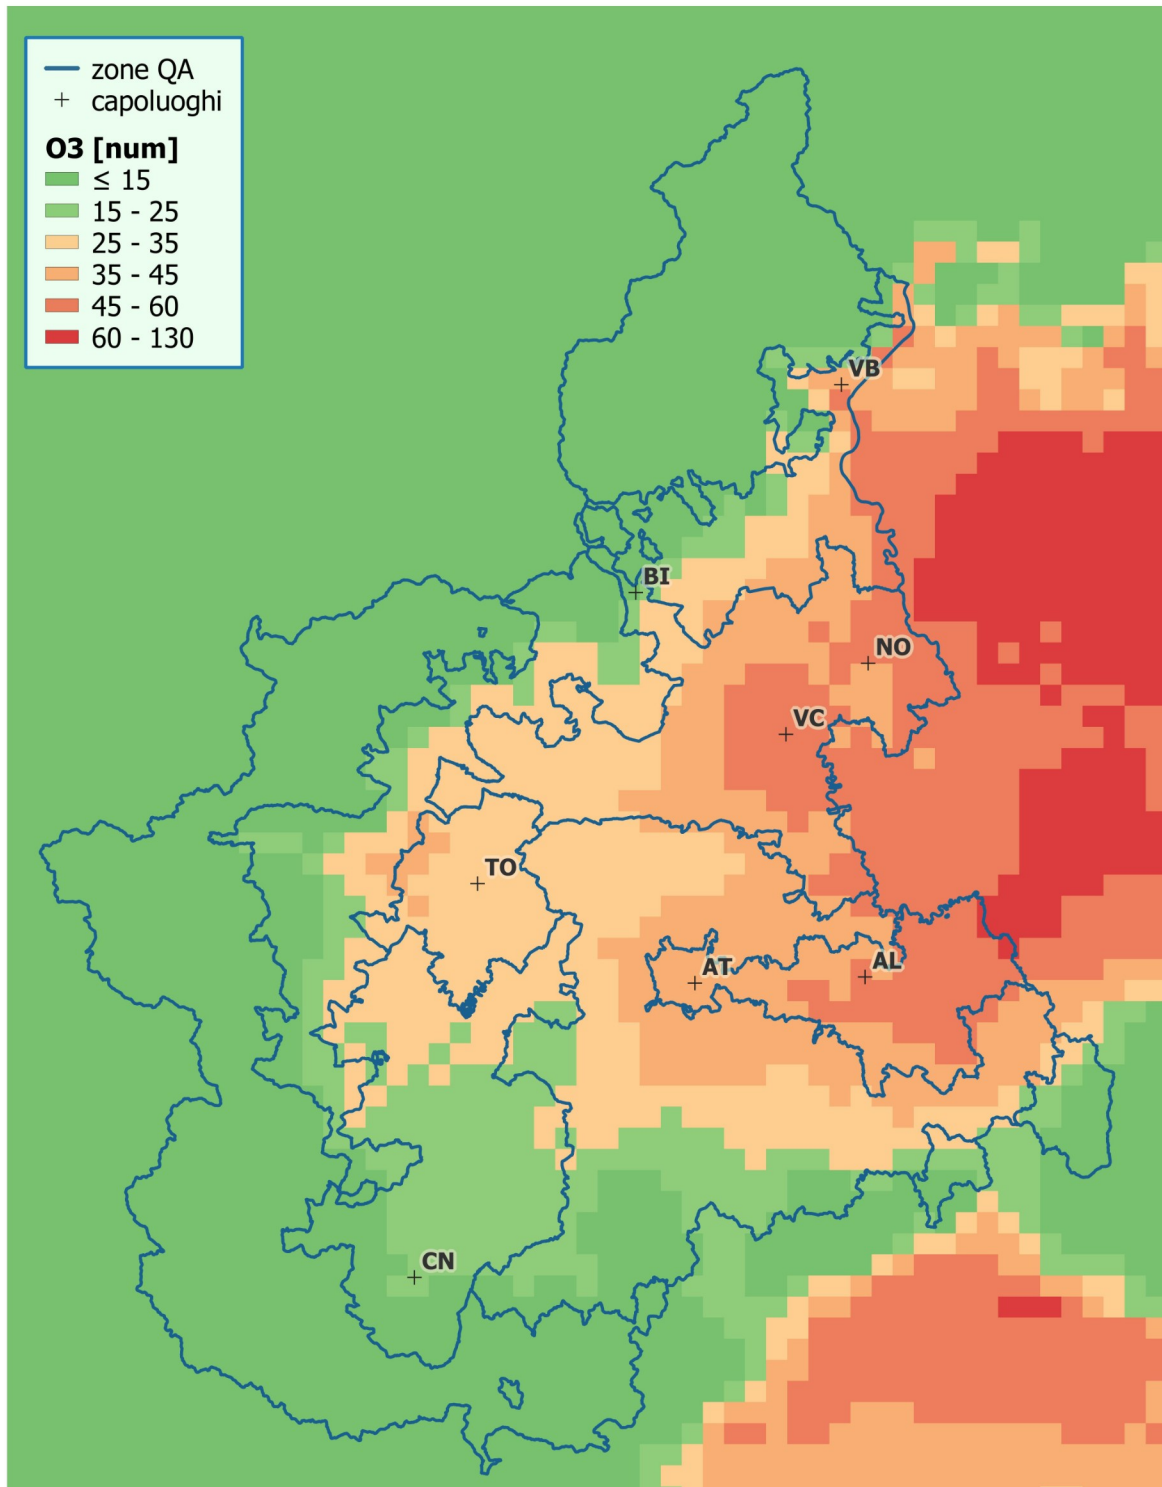 zone QA
capoluoghi
O3 [num]
≤ 15
15 - 25
25 - 35
35 - 45
45 - 60
60 - 130
VB
BI
NO
VC
TO
AT
AL
CN